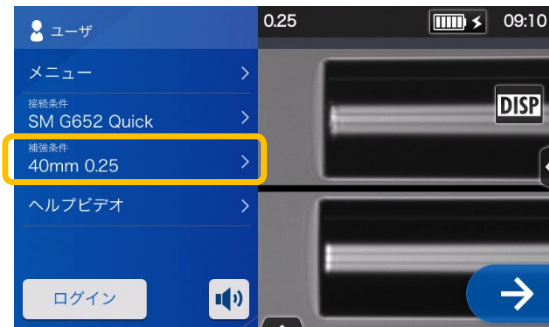 ユーザ
0.25
09:10
メニュー
接続条件
SM G652 Quick
DISP
補強条件
40mm 0.25
ヘルプビデオ
ログイン